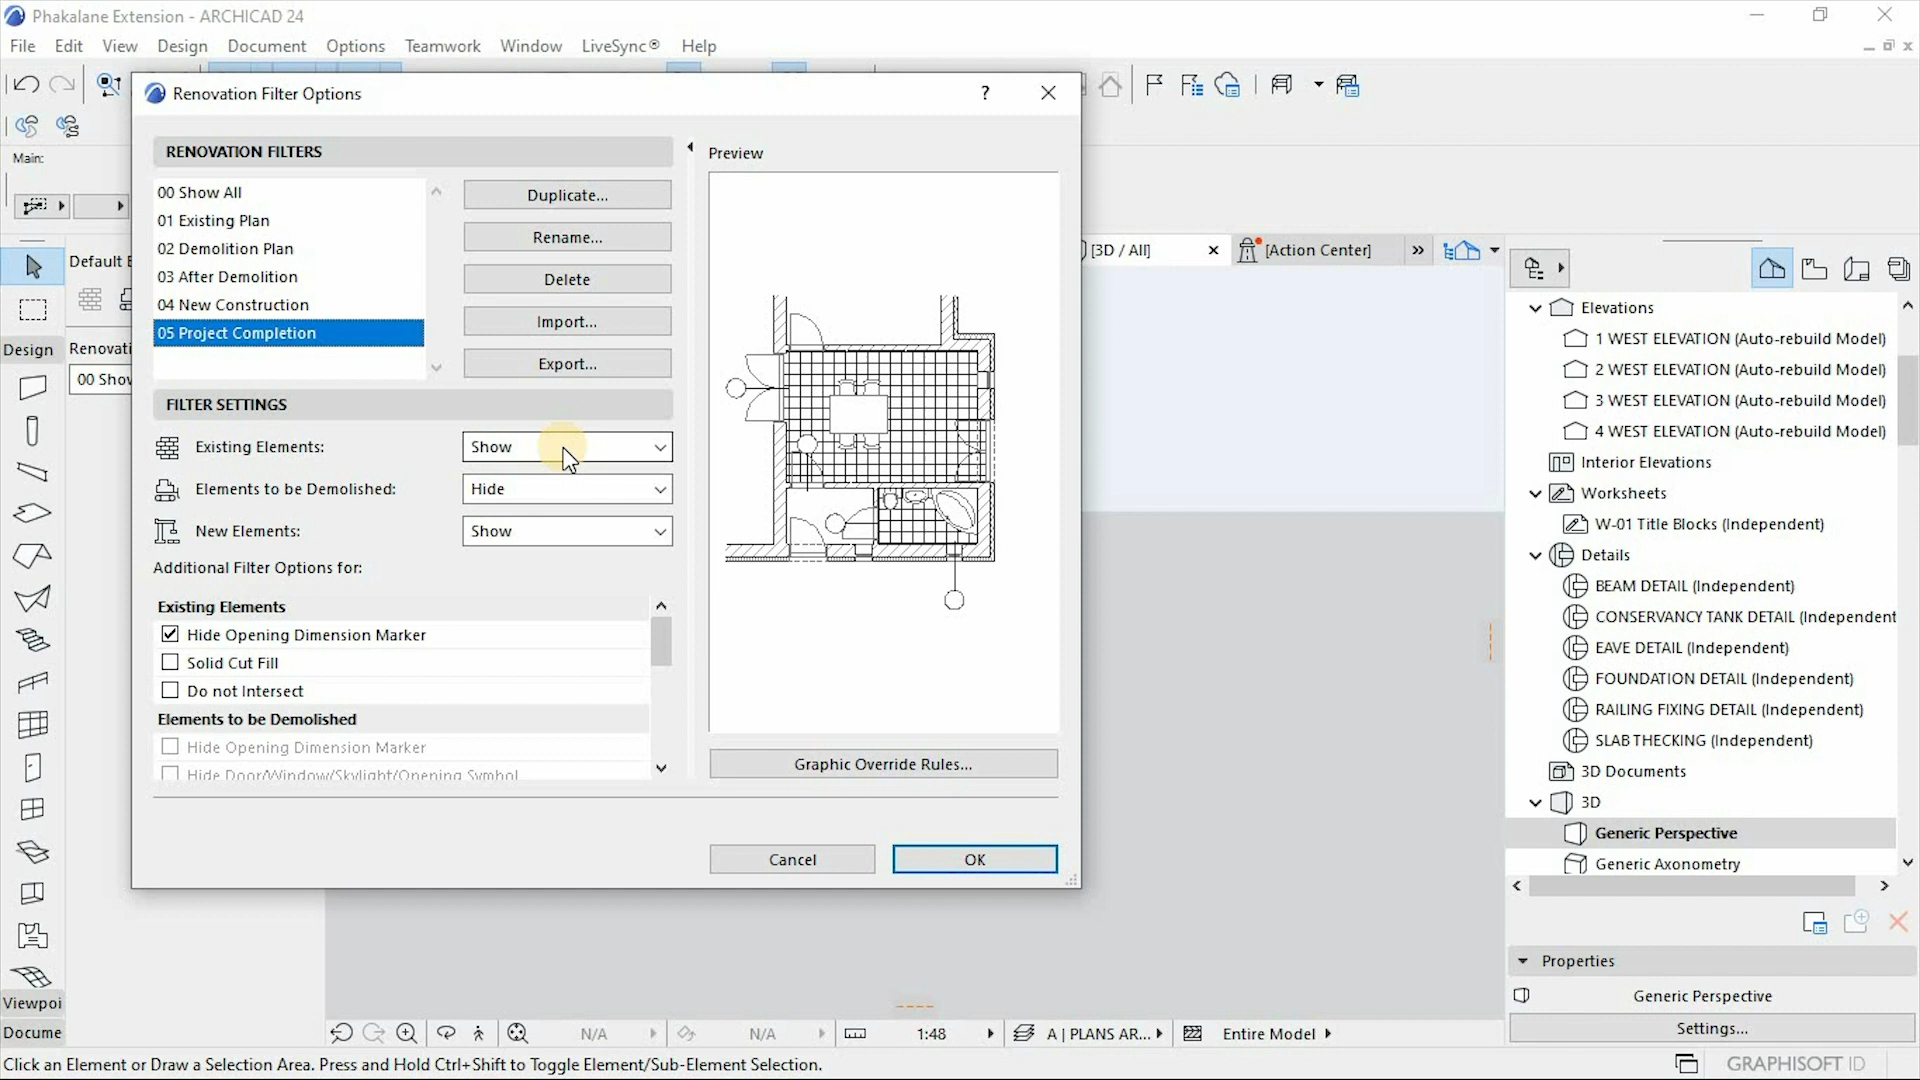 Phakalane Extension - ARCHICAD 24
File Edit View Design Document Options Teamwork Window LiveSync® Help
Renovation Filter Options ?
Main:
RENOVATION FILTERS
Preview
00 Show All
01 Existing Plan
02 Demolition Plan
03 After Demolition
04 New Construction
05 Project Completion
Duplicate...
Rename...
Delete
Import...
Export...
Default
Design
Renovati
00 Show
FILTER SETTINGS
Existing Elements: Show
Elements to be Demolished: Hide
New Elements: Show
Additional Filter Options for:
Existing Elements
Hide Opening Dimension Marker
Solid Cut Fill
Do not Intersect
Elements to be Demolished
Hide Opening Dimension Marker
Hide Door/Window/Skylight/Opening Symbol
Graphic Override Rules...
Cancel OK
[3D / All] [Action Center]
Elevations
1 WEST ELEVATION (Auto-rebuild Model)
2 WEST ELEVATION (Auto-rebuild Model)
3 WEST ELEVATION (Auto-rebuild Model)
4 WEST ELEVATION (Auto-rebuild Model)
Interior Elevations
Worksheets
W-01 Title Blocks (Independent)
Details
BEAM DETAIL (Independent)
CONSERVANCY TANK DETAIL (Independent
EAVE DETAIL (Independent)
FOUNDATION DETAIL (Independent)
RAILING FIXING DETAIL (Independent)
SLAB THECKING (Independent)
3D Documents
3D
Generic Perspective
Generic Axonometry
Properties
Generic Perspective
Settings...
Viewpoi
Docume
N/A N/A 1:48 A | PLANS AR... Entire Model
Click an Element or Draw a Selection Area. Press and Hold Ctrl+Shift to Toggle Element/Sub-Element Selection.
GRAPHISOFT ID